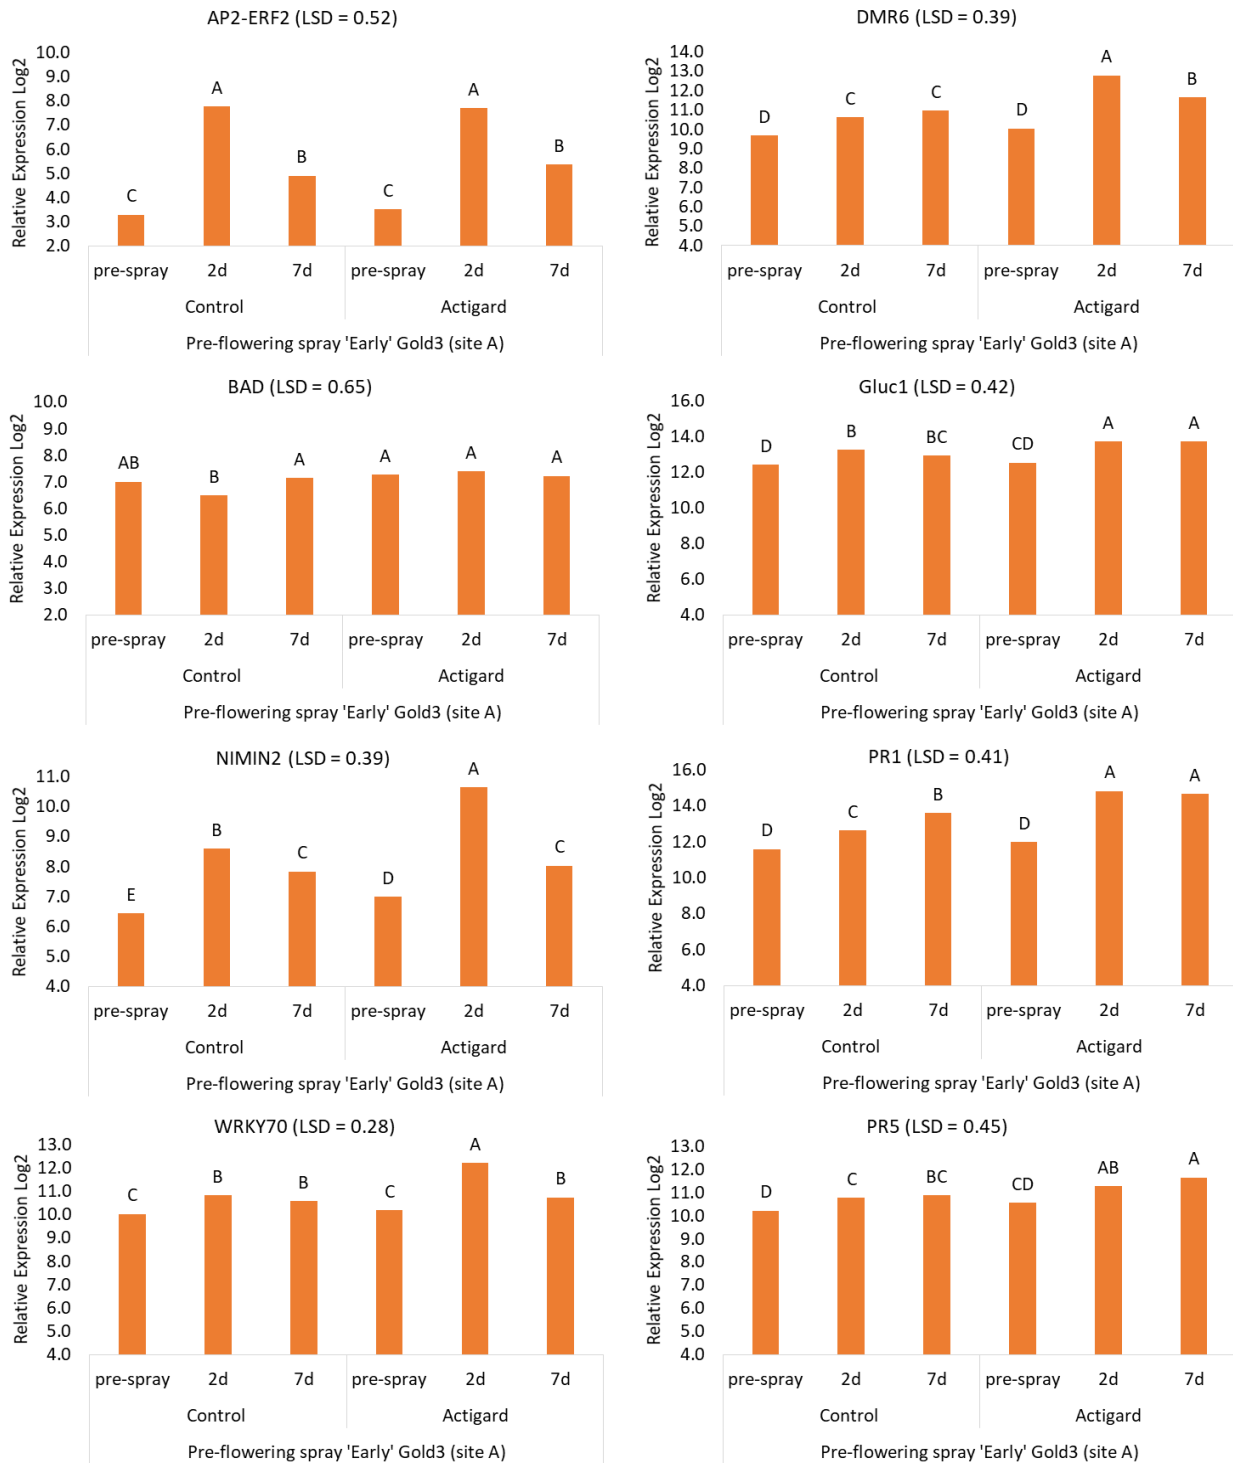 AP2-ERF2 (LSD = 0.52)
Relative Expression Log2
10.0
9.0
8.0
7.0
6.0
5.0
4.0
3.0
2.0
C A B C A B
pre-spray 2d 7d pre-spray 2d 7d
Control Actigard
Pre-flowering spray 'Early' Gold3 (site A)
DMR6 (LSD = 0.39)
Relative Expression Log2
14.0
13.0
12.0
11.0
10.0
9.0
8.0
7.0
6.0
5.0
4.0
D C C D A B
pre-spray 2d 7d pre-spray 2d 7d
Control Actigard
Pre-flowering spray 'Early' Gold3 (site A)
BAD (LSD = 0.65)
Relative Expression Log2
10.0
9.0
8.0
7.0
6.0
5.0
4.0
3.0
2.0
AB B A A A A
pre-spray 2d 7d pre-spray 2d 7d
Control Actigard
Pre-flowering spray 'Early' Gold3 (site A)
Gluc1 (LSD = 0.42)
Relative Expression Log2
16.0
14.0
12.0
10.0
8.0
6.0
4.0
D B BC CD A A
pre-spray 2d 7d pre-spray 2d 7d
Control Actigard
Pre-flowering spray 'Early' Gold3 (site A)
NIMIN2 (LSD = 0.39)
Relative Expression Log2
11.0
10.0
9.0
8.0
7.0
6.0
5.0
4.0
E B C D A C
pre-spray 2d 7d pre-spray 2d 7d
Control Actigard
Pre-flowering spray 'Early' Gold3 (site A)
PR1 (LSD = 0.41)
Relative Expression Log2
16.0
14.0
12.0
10.0
8.0
6.0
4.0
D C B D A A
pre-spray 2d 7d pre-spray 2d 7d
Control Actigard
Pre-flowering spray 'Early' Gold3 (site A)
WRKY70 (LSD = 0.28)
Relative Expression Log2
13.0
12.0
11.0
10.0
9.0
8.0
7.0
6.0
5.0
4.0
C B B C A B
pre-spray 2d 7d pre-spray 2d 7d
Control Actigard
Pre-flowering spray 'Early' Gold3 (site A)
PR5 (LSD = 0.45)
Relative Expression Log2
13.0
12.0
11.0
10.0
9.0
8.0
7.0
6.0
5.0
4.0
D C BC CD AB A
pre-spray 2d 7d pre-spray 2d 7d
Control Actigard
Pre-flowering spray 'Early' Gold3 (site A)